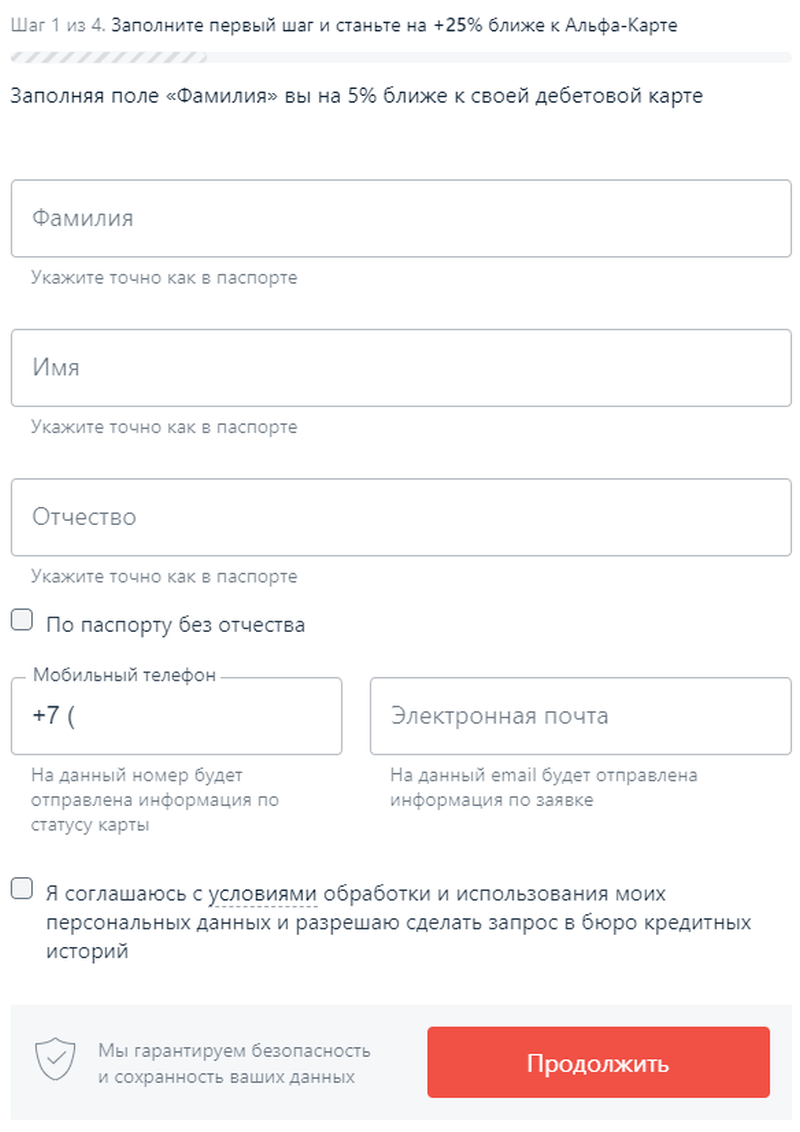 Шаг 1 из 4. Заполните первый шаг и станьте на +25% ближе к Альфа-Карте
Заполняя поле «Фамилия» вы на 5% ближе к своей дебетовой карте
Фамилия
Укажите точно как в паспорте
Имя
Укажите точно как в паспорте
Отчество
Укажите точно как в паспорте
По паспорту без отчества
Мобильный телефон
+7 (
На данный номер будет
отправлена информация по
статусу карты
Электронная почта
На данный email будет отправлена
информация по заявке
Я соглашаюсь с условиями обработки и использования моих
персональных данных и разрешаю сделать запрос в бюро кредитных
историй
Мы гарантируем безопасность
и сохранность ваших данных
Продолжить